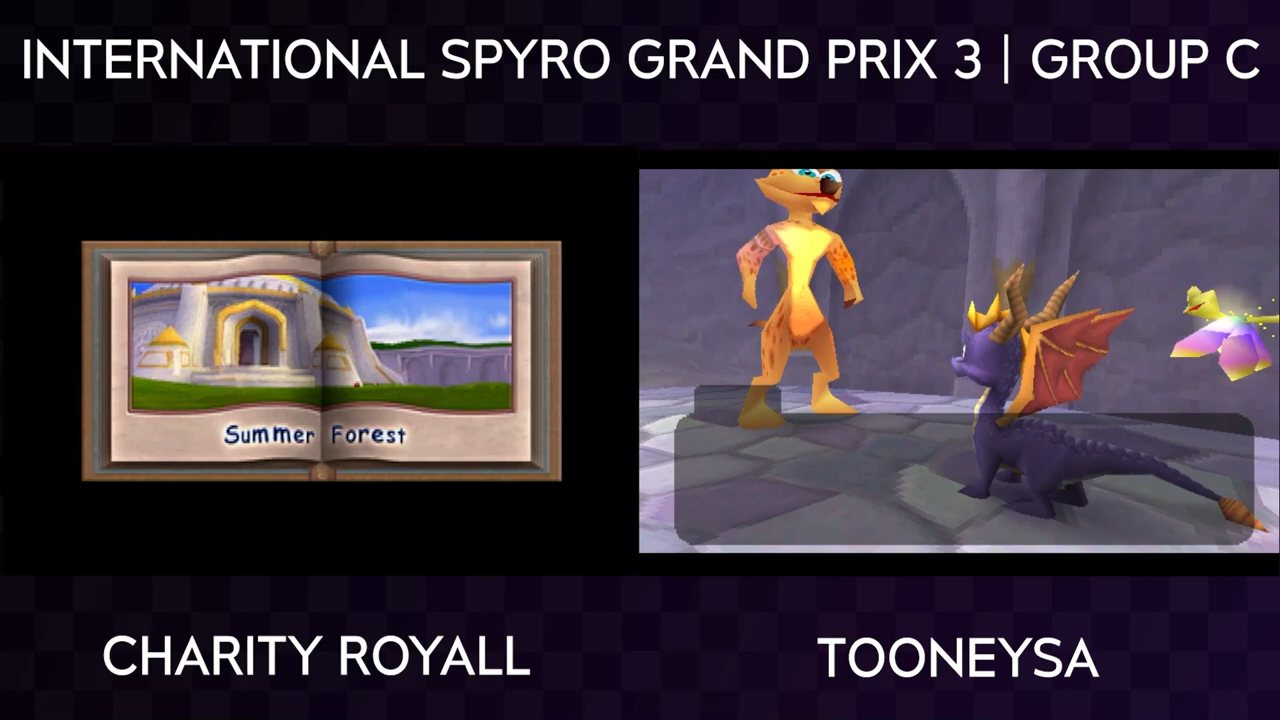 INTERNATIONAL SPYRO GRAND PRIX 3 | GROUP C
Summer Forest
CHARITY ROYALL
TOONEYSA